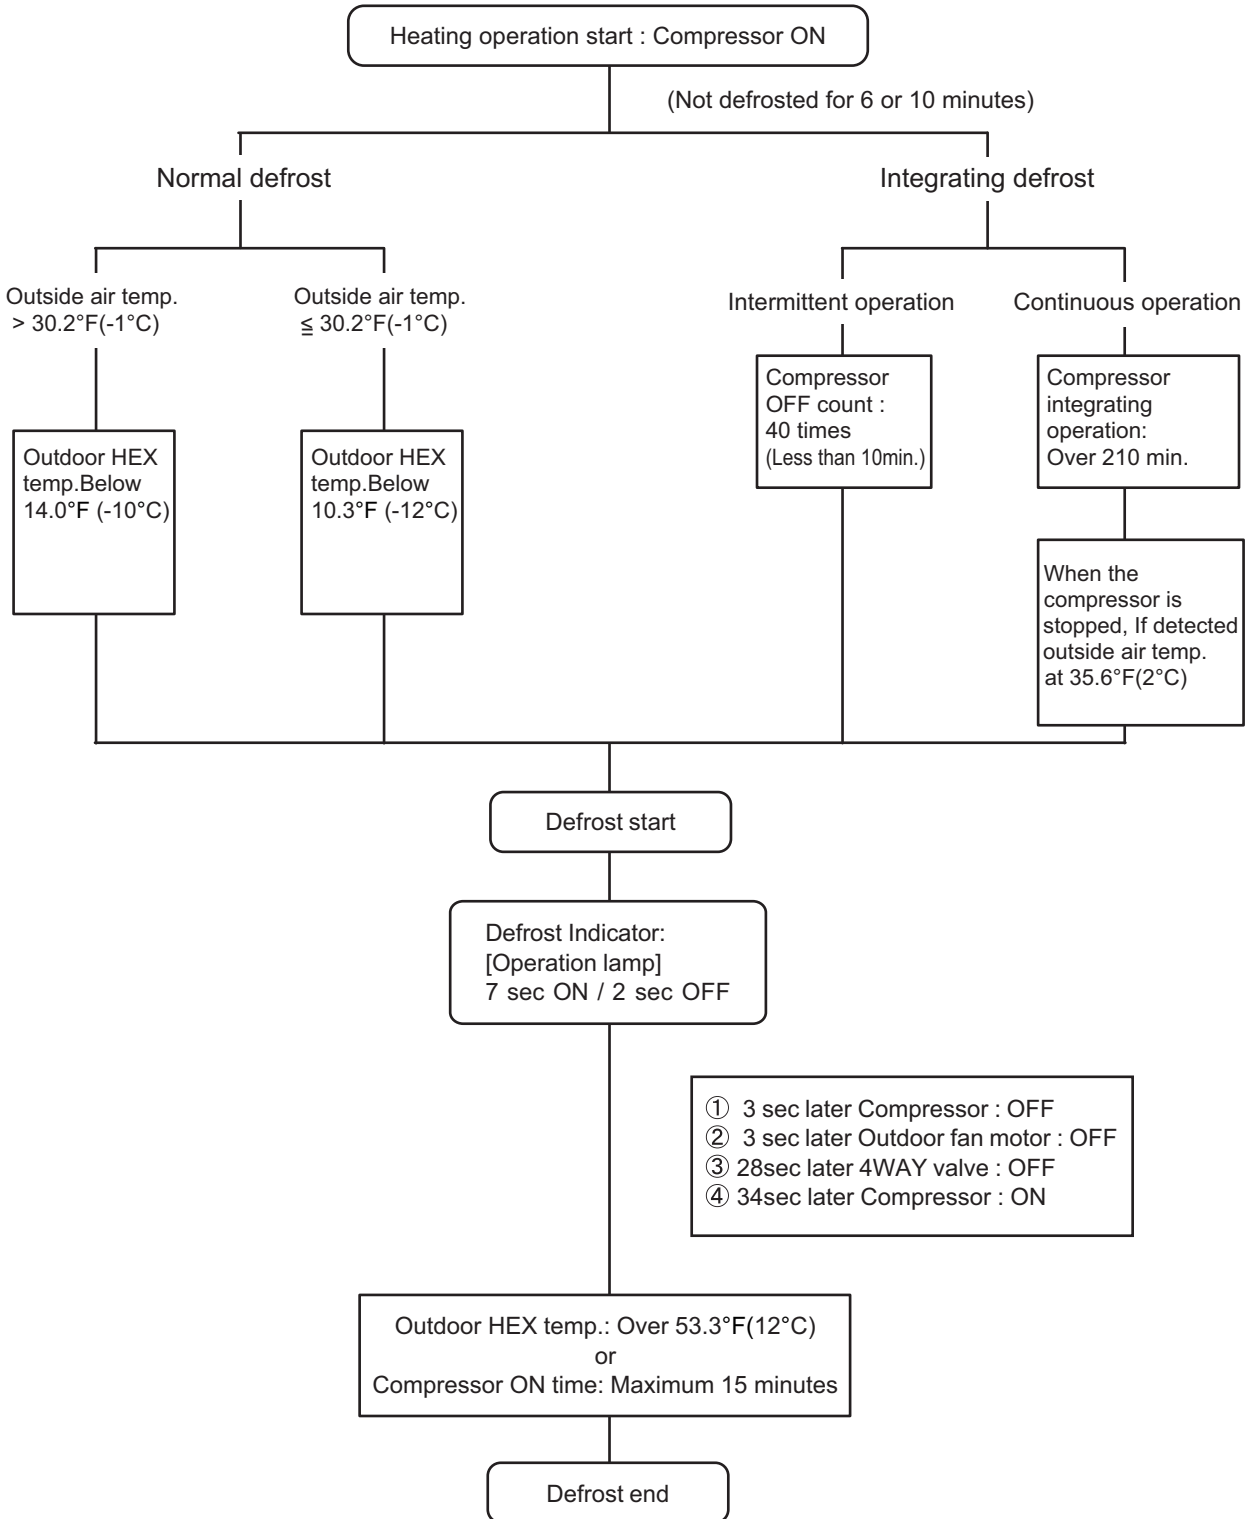 Heating operation start : Compressor ON
(Not defrosted for 6 or 10 minutes)
Normal defrost
Integrating defrost
Outside air temp.
> 30.2°F(-1°C)
Outside air temp.
≦ 30.2°F(-1°C)
Intermittent operation
Continuous operation
Outdoor HEX
temp.Below
14.0°F (-10°C)
Outdoor HEX
temp.Below
10.3°F (-12°C)
Compressor
OFF count :
40 times
(Less than 10min.)
Compressor
integrating
operation:
Over 210 min.
When the
compressor is
stopped, If detected
outside air temp.
at 35.6°F(2°C)
Defrost start
Defrost Indicator:
[Operation lamp]
7 sec ON / 2 sec OFF
① 3 sec later Compressor : OFF
② 3 sec later Outdoor fan motor : OFF
③ 28sec later 4WAY valve : OFF
④ 34sec later Compressor : ON
Outdoor HEX temp.: Over 53.3°F(12°C)
or
Compressor ON time: Maximum 15 minutes
Defrost end